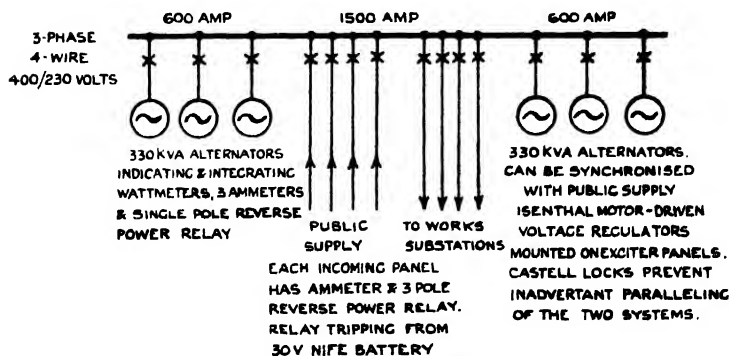 600 AMP
1500 AMP
600 AMP
3-PHASE
4-WIRE
400/230 VOLTS
330 KVA ALTERNATORS
INDICATING & INTEGRATING
WATTMETERS, 3 AMMETERS
& SINGLE POLE REVERSE
POWER RELAY
PUBLIC
SUPPLY
EACH INCOMING PANEL
HAS AMMETER & 3 POLE
REVERSE POWER RELAY.
RELAY TRIPPING FROM
30V NIFE BATTERY
TO WORKS
SUBSTATIONS
330 KVA ALTERNATORS.
CAN BE SYNCHRONISED
WITH PUBLIC SUPPLY
ISENTHAL MOTOR-DRIVEN
VOLTAGE REGULATORS
MOUNTED ON EXCITER PANELS.
CASTELL LOCKS PREVENT
INADVERTANT PARALLELING
OF THE TWO SYSTEMS.